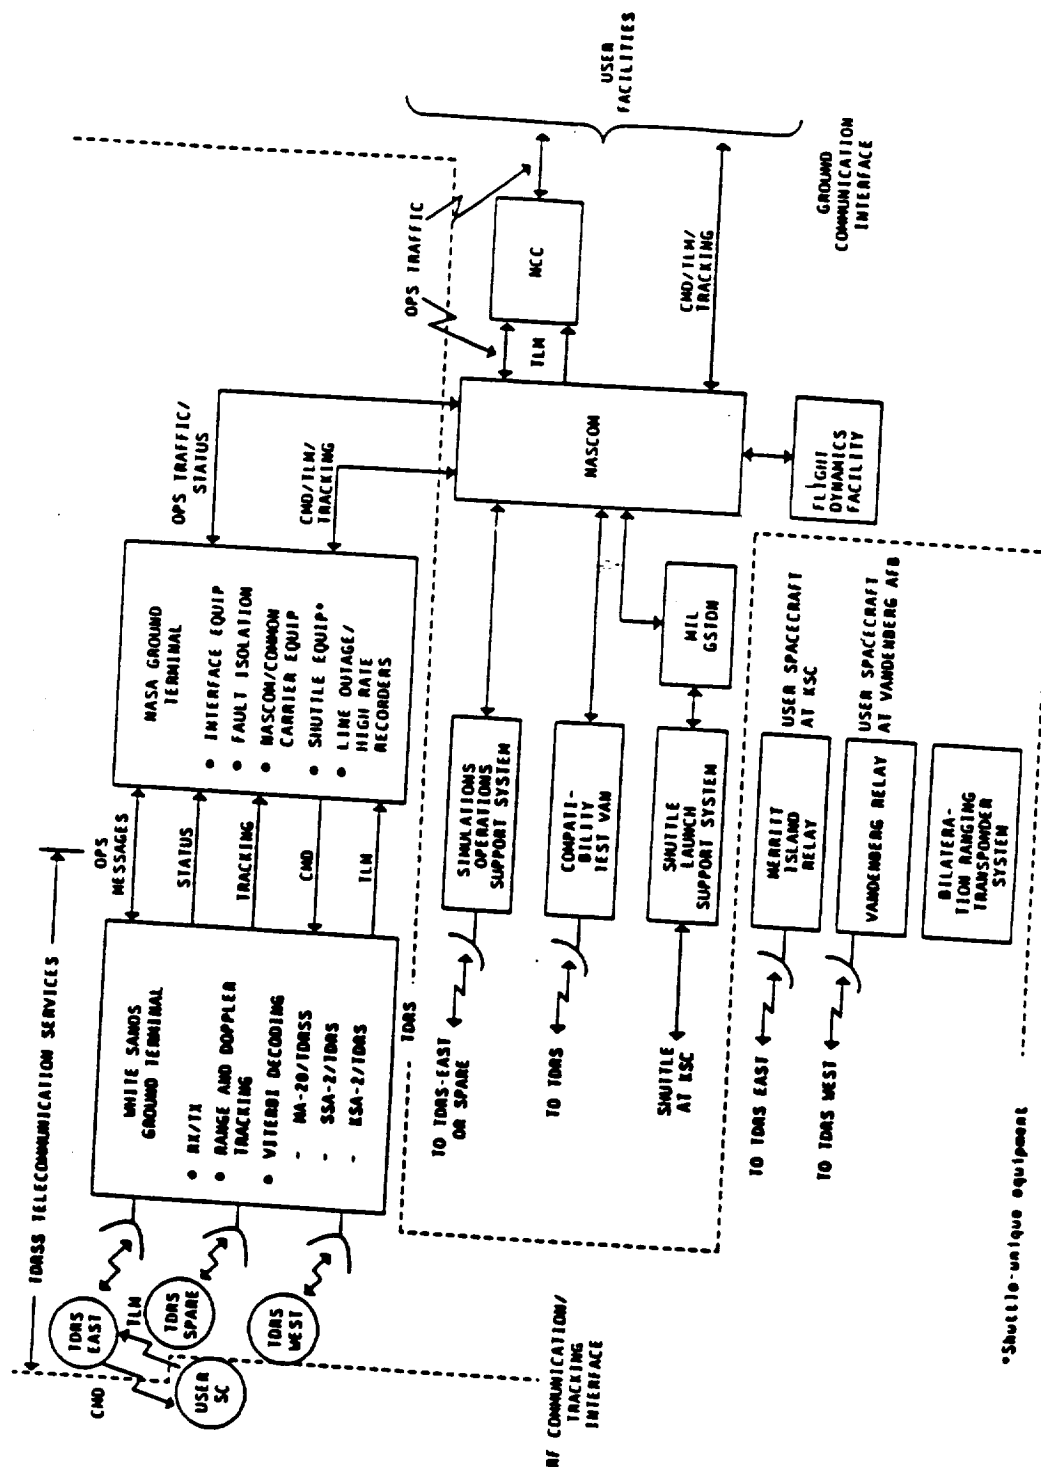 TDRSS TELECOMMUNICATION SERVICES
CMD
TLM
TDRS
EAST
TDRS
SPARE
TDRS
WEST
USER
SC
RF COMMUNICATION/
TRACKING
INTERFACE
WHITE SANDS
GROUND TERMINAL
● RX/TX
● RANGE AND DOPPLER
TRACKING
● VITERBI DECODING
- MA-20/TDRSS
- SSA-2/TDRS
- KSA-2/TDRS
TDRS
OPS
MESSAGES
STATUS
TRACKING
CMD
TLM
NASA GROUND
TERMINAL
● INTERFACE EQUIP
● FAULT ISOLATION
● NASCOM/COMMON
CARRIER EQUIP
● SHUTTLE EQUIP*
● LINE OUTAGE/
HIGH RATE
RECORDERS
OPS TRAFFIC/
STATUS
CMD/TLM/
TRACKING
OPS TRAFFIC
TO TDRS-EAST
OR SPARE
SIMULATIONS
OPERATIONS
SUPPORT SYSTEM
TO TDRS
COMPATI-
BILITY
TEST VAN
SHUTTLE
AT KSC
SHUTTLE
LAUNCH
SUPPORT SYSTEM
MIL
GSTDN
NASCOM
TLM
NCC
CMD/TLM/
TRACKING
USER
FACILITIES
GROUND
COMMUNICATION
INTERFACE
FLIGHT
DYNAMICS
FACILITY
TO TDRS EAST
MERRITT
ISLAND
RELAY
USER SPACECRAFT
AT KSC
TO TDRS WEST
VANDENBERG RELAY
USER SPACECRAFT
AT VANDENBERG AFB
BILATERA-
TION RANGING
TRANSPONDER
SYSTEM
*Shuttle-unique equipment